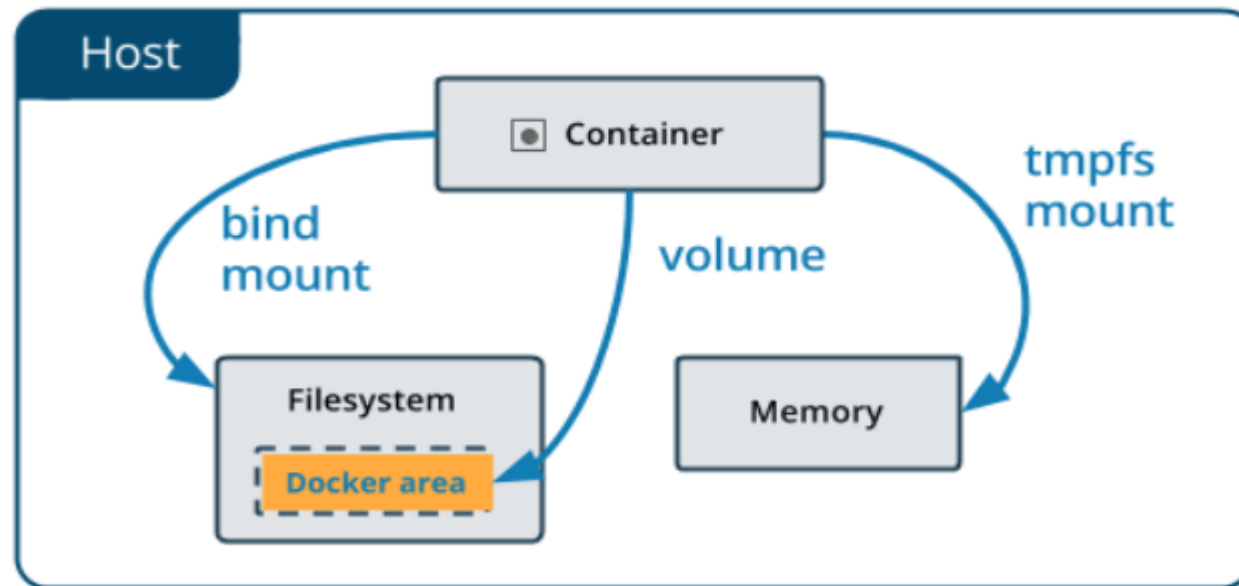 Host
Container
bind
mount
volume
tmpfs
mount
Filesystem
Docker area
Memory